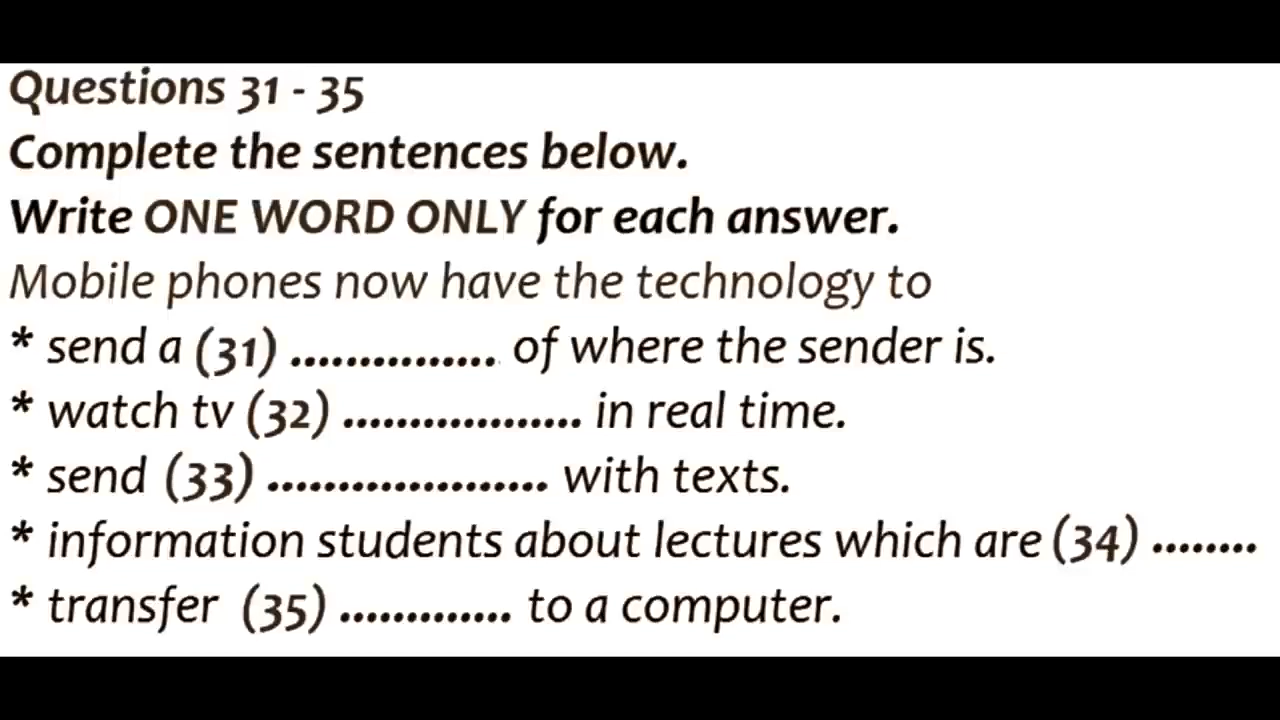 Questions 31 - 35
Complete the sentences below.
Write ONE WORD ONLY for each answer.
Mobile phones now have the technology to
* send a (31) ............... of where the sender is.
* watch tv (32) .................. in real time.
* send (33) ..................... with texts.
* information students about lectures which are (34) ........
* transfer (35) ............. to a computer.